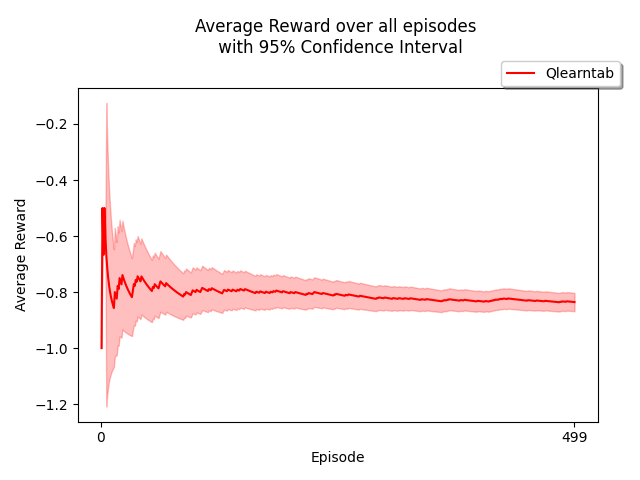 Average Reward over all episodes
with 95% Confidence Interval
Qlearntab
−0.2
−0.4
−0.6
−0.8
−1.0
−1.2
Average Reward
0
499
Episode